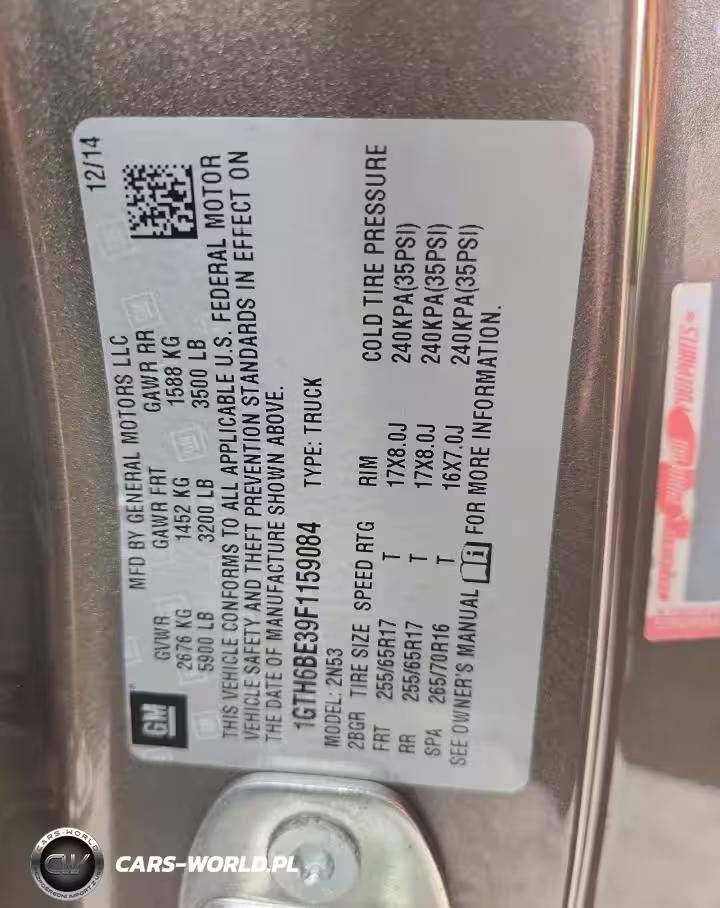 GM
12/14
MFD BY GENERAL MOTORS LLC
GVWR GAWR FRT GAWR RR
2676 KG 1452 KG 1588 KG
5900 LB 3200 LB 3500 LB
THIS VEHICLE CONFORMS TO ALL APPLICABLE U.S. FEDERAL MOTOR
VEHICLE SAFETY AND THEFT PREVENTION STANDARDS IN EFFECT ON
THE DATE OF MANUFACTURE SHOWN ABOVE.
1GTH6BE39F1159084 TYPE: TRUCK
MODEL: 2N53
2BGR TIRE SIZE SPEED RTG RIM COLD TIRE PRESSURE
FRT 255/65R17 T 17X8.0J 240KPA(35PSI)
RR 255/65R17 T 17X8.0J 240KPA(35PSI)
SPA 265/70R16 T 16X7.0J 240KPA(35PSI)
SEE OWNER'S MANUAL FOR MORE INFORMATION.
CARS-WORLD
CW
CARS-WORLD.PL